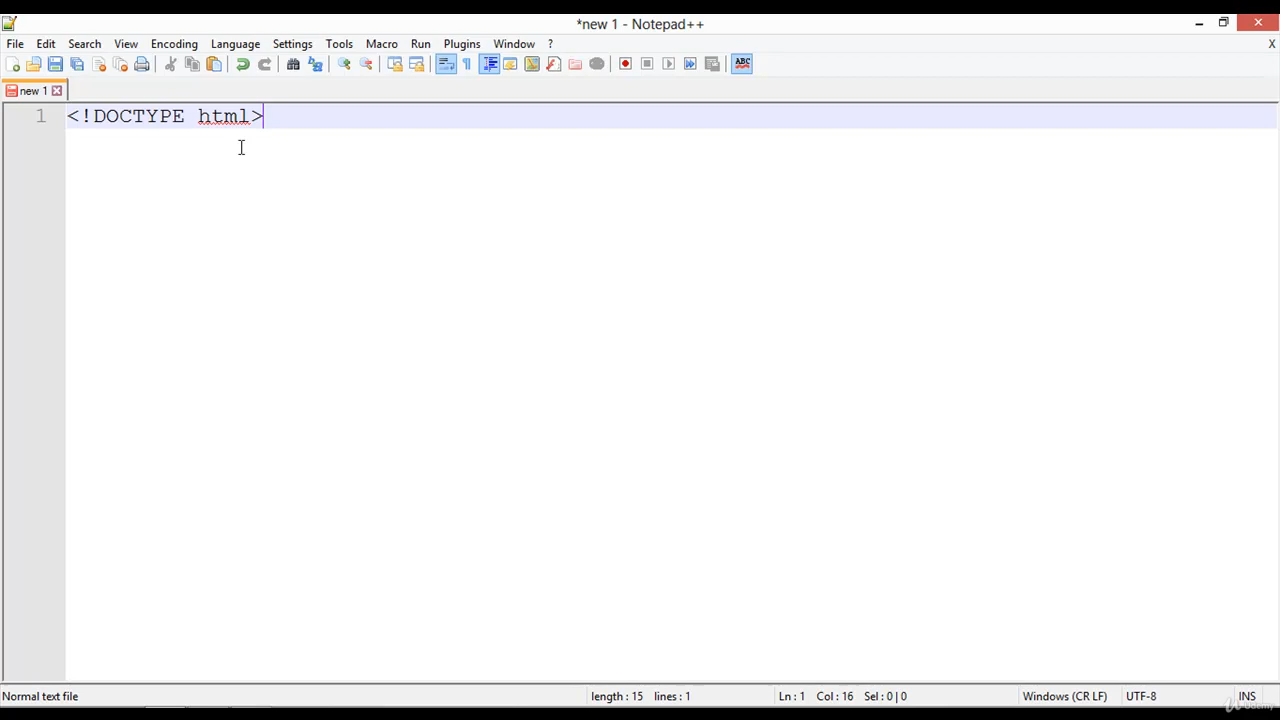 *new 1 - Notepad++
File Edit Search View Encoding Language Settings Tools Macro Run Plugins Window ? X
ABC
new 1
1 <!DOCTYPE html>
Normal text file length : 15 lines : 1 Ln : 1 Col : 16 Sel : 0 | 0 Windows (CR LF) UTF-8 INS
Udemy